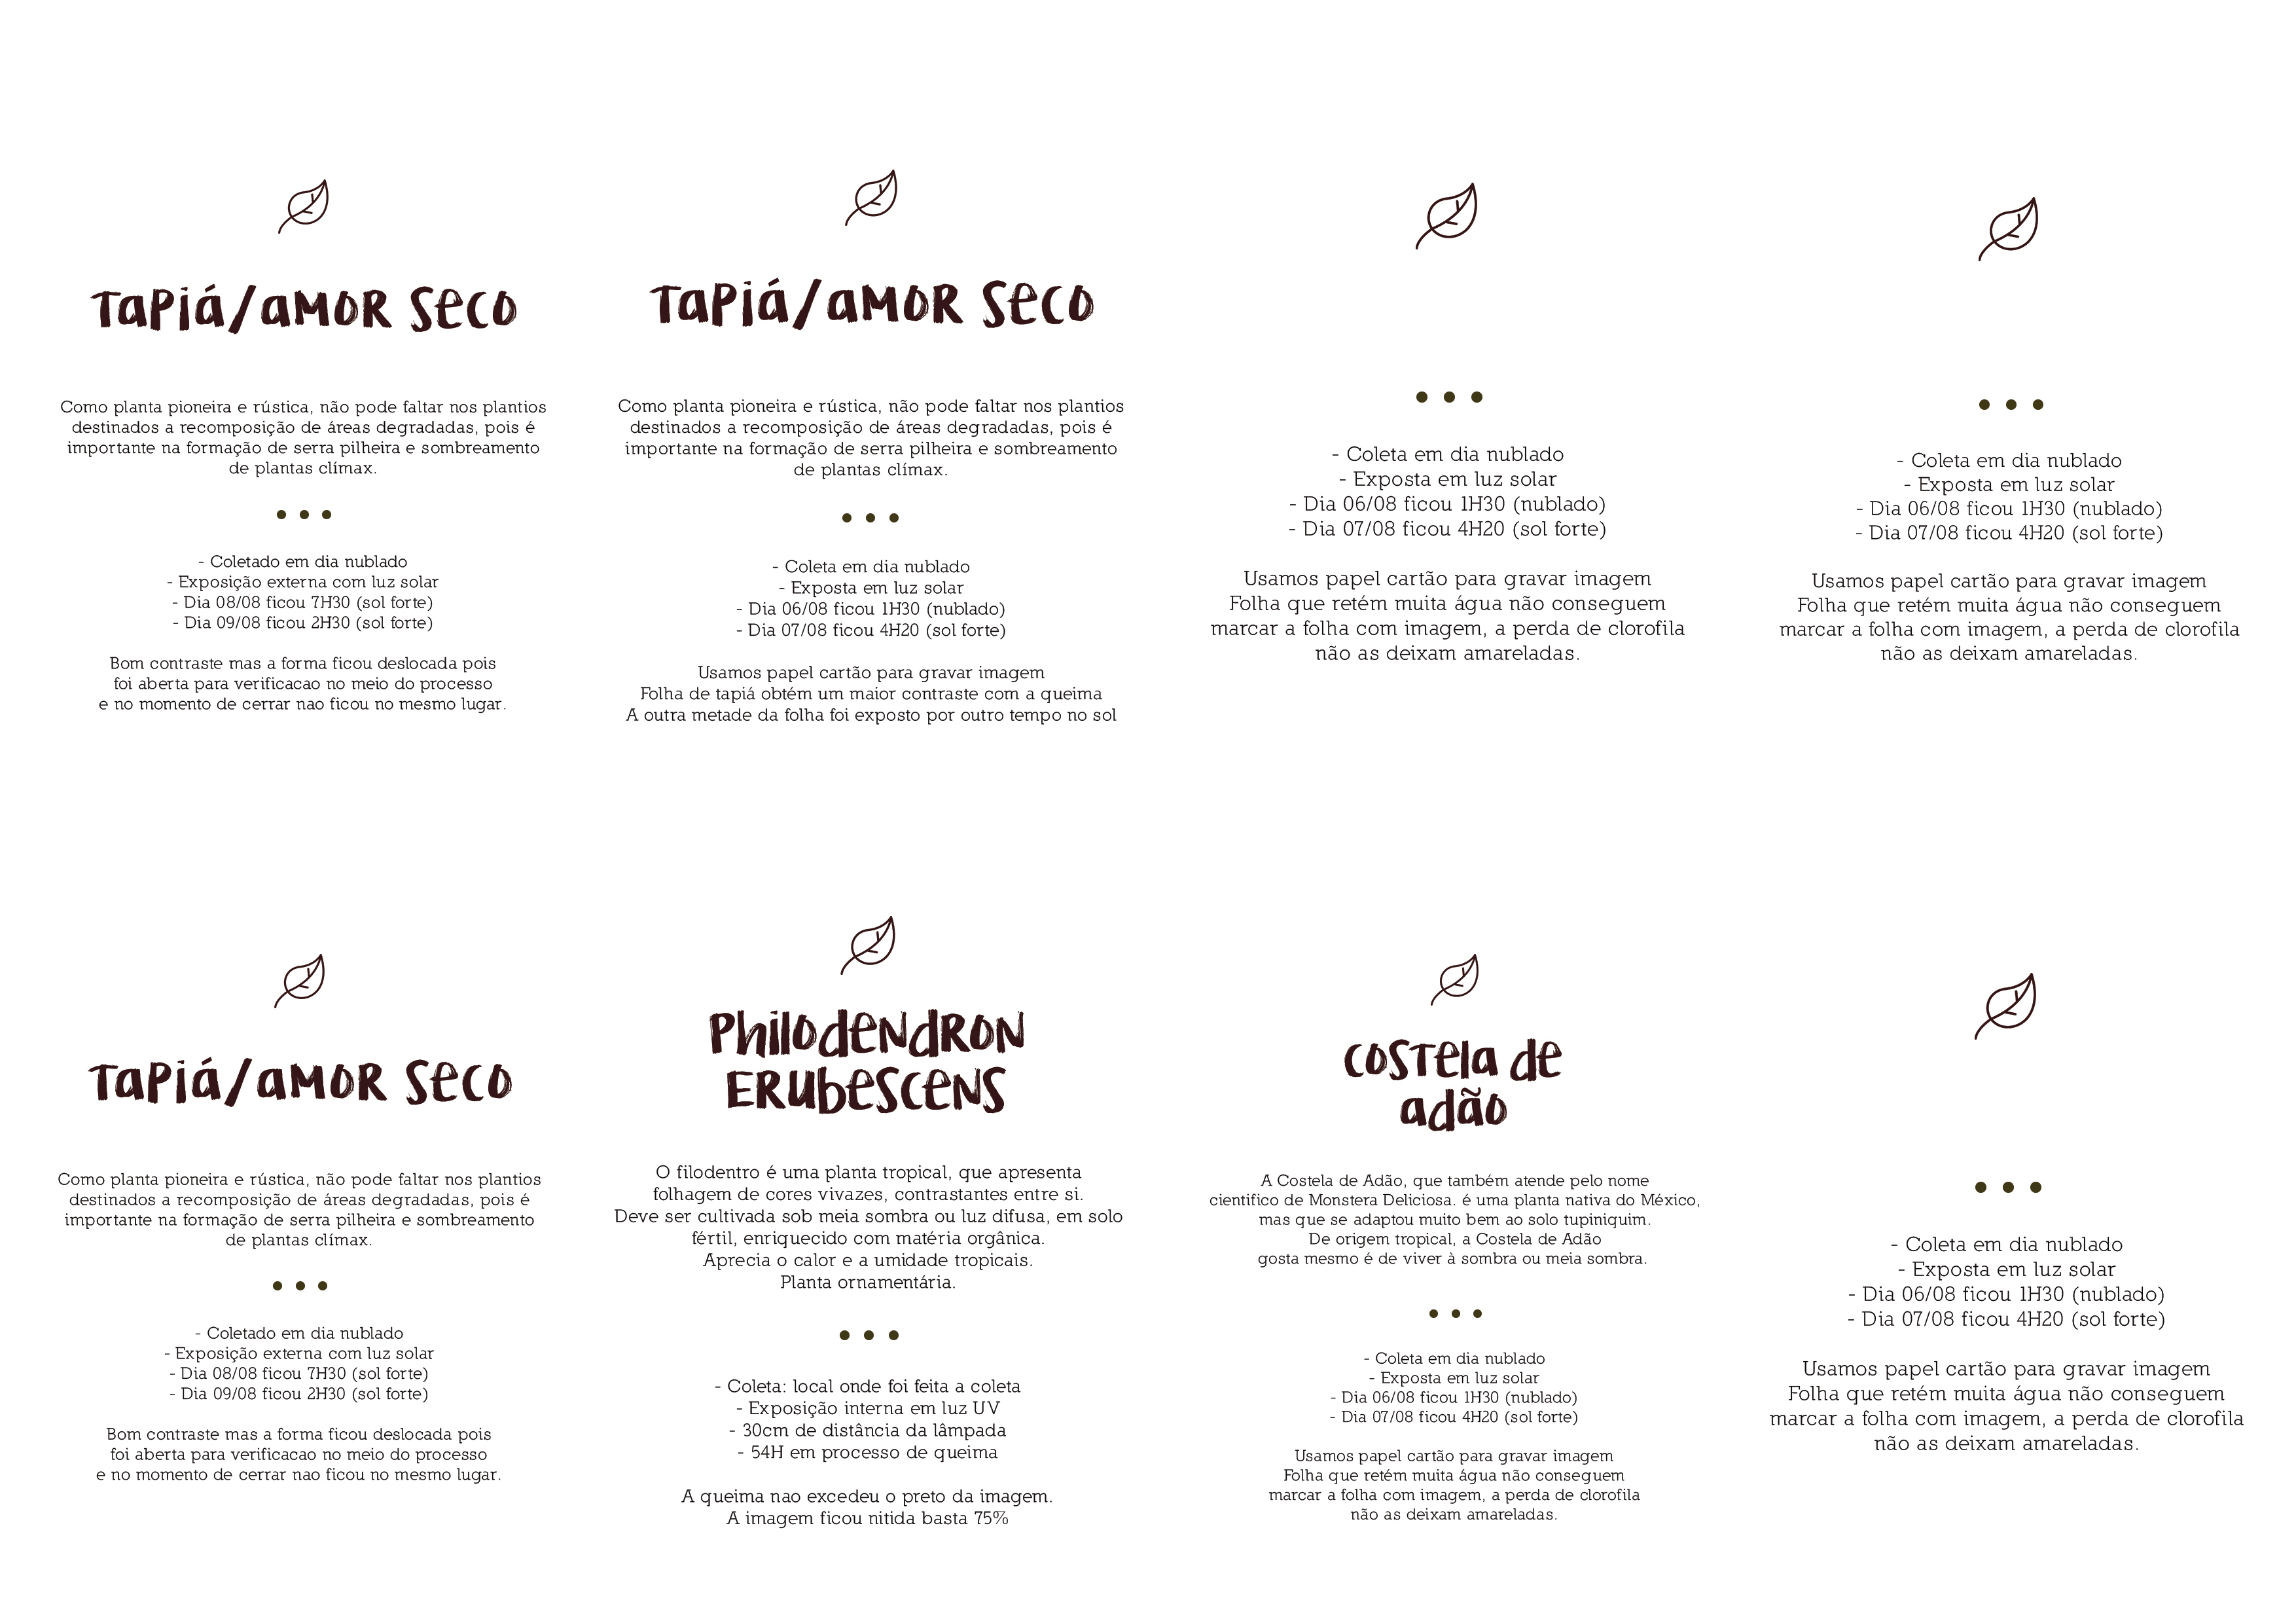 Tapiá/Amor Seco
Como planta pioneira e rústica, não pode faltar nos plantios
destinados a recomposição de áreas degradadas, pois é
importante na formação de serra pilheira e sombreamento
de plantas clímax.
- Coletado em dia nublado
- Exposição externa com luz solar
- Dia 08/08 ficou 7H30 (sol forte)
- Dia 09/08 ficou 2H30 (sol forte)
Bom contraste mas a forma ficou deslocada pois
foi aberta para verificacao no meio do processo
e no momento de cerrar nao ficou no mesmo lugar.
Tapiá/Amor Seco
Como planta pioneira e rústica, não pode faltar nos plantios
destinados a recomposição de áreas degradadas, pois é
importante na formação de serra pilheira e sombreamento
de plantas clímax.
- Coleta em dia nublado
- Exposta em luz solar
- Dia 06/08 ficou 1H30 (nublado)
- Dia 07/08 ficou 4H20 (sol forte)
Usamos papel cartão para gravar imagem
Folha de tapiá obtém um maior contraste com a queima
A outra metade da folha foi exposto por outro tempo no sol
- Coleta em dia nublado
- Exposta em luz solar
- Dia 06/08 ficou 1H30 (nublado)
- Dia 07/08 ficou 4H20 (sol forte)
Usamos papel cartão para gravar imagem
Folha que retém muita água não conseguem
marcar a folha com imagem, a perda de clorofila
não as deixam amareladas.
- Coleta em dia nublado
- Exposta em luz solar
- Dia 06/08 ficou 1H30 (nublado)
- Dia 07/08 ficou 4H20 (sol forte)
Usamos papel cartão para gravar imagem
Folha que retém muita água não conseguem
marcar a folha com imagem, a perda de clorofila
não as deixam amareladas.
Tapiá/Amor Seco
Como planta pioneira e rústica, não pode faltar nos plantios
destinados a recomposição de áreas degradadas, pois é
importante na formação de serra pilheira e sombreamento
de plantas clímax.
- Coletado em dia nublado
- Exposição externa com luz solar
- Dia 08/08 ficou 7H30 (sol forte)
- Dia 09/08 ficou 2H30 (sol forte)
Bom contraste mas a forma ficou deslocada pois
foi aberta para verificacao no meio do processo
e no momento de cerrar nao ficou no mesmo lugar.
Philodendron
Erubescens
O filodentro é uma planta tropical, que apresenta
folhagem de cores vivazes, contrastantes entre si.
Deve ser cultivada sob meia sombra ou luz difusa, em solo
fértil, enriquecido com matéria orgânica.
Aprecia o calor e a umidade tropicais.
Planta ornamentária.
- Coleta: local onde foi feita a coleta
- Exposição interna em luz UV
- 30cm de distância da lâmpada
- 54H em processo de queima
A queima nao excedeu o preto da imagem.
A imagem ficou nitida basta 75%
Costela de
Adão
A Costela de Adão, que também atende pelo nome
cientifico de Monstera Deliciosa. é uma planta nativa do México,
mas que se adaptou muito bem ao solo tupiniquim.
De origem tropical, a Costela de Adão
gosta mesmo é de viver à sombra ou meia sombra.
- Coleta em dia nublado
- Exposta em luz solar
- Dia 06/08 ficou 1H30 (nublado)
- Dia 07/08 ficou 4H20 (sol forte)
Usamos papel cartão para gravar imagem
Folha que retém muita água não conseguem
marcar a folha com imagem, a perda de clorofila
não as deixam amareladas.
- Coleta em dia nublado
- Exposta em luz solar
- Dia 06/08 ficou 1H30 (nublado)
- Dia 07/08 ficou 4H20 (sol forte)
Usamos papel cartão para gravar imagem
Folha que retém muita água não conseguem
marcar a folha com imagem, a perda de clorofila
não as deixam amareladas.